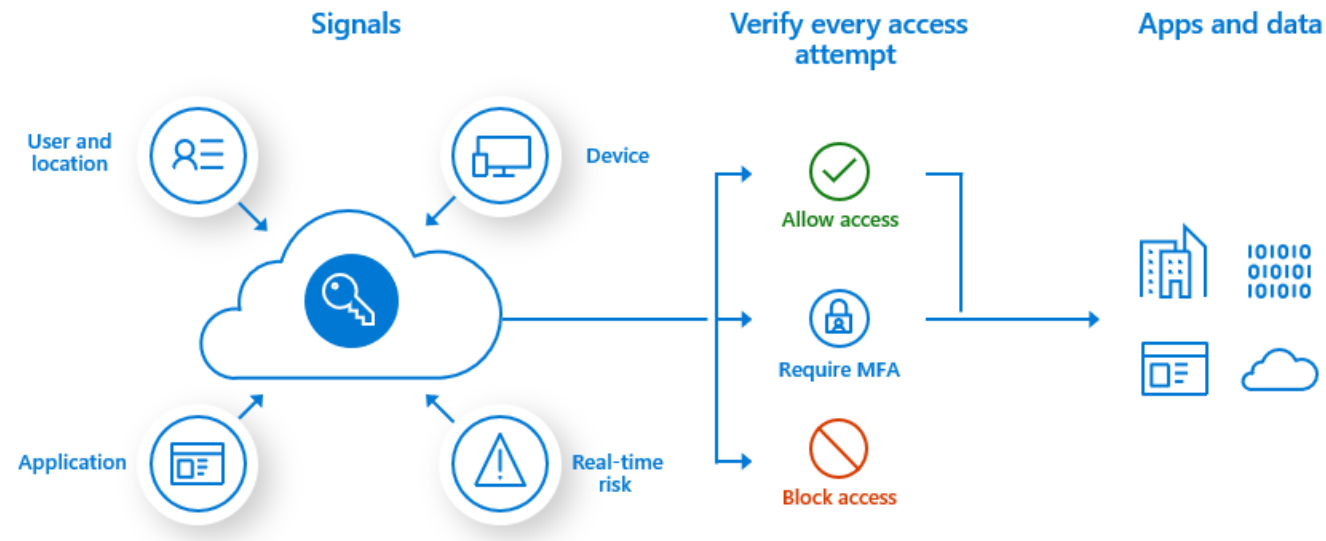 Signals
Verify every access
attempt
Apps and data
User and
location
Device
Allow access
101010
010101
101010
Require MFA
Application
Real-time
risk
Block access